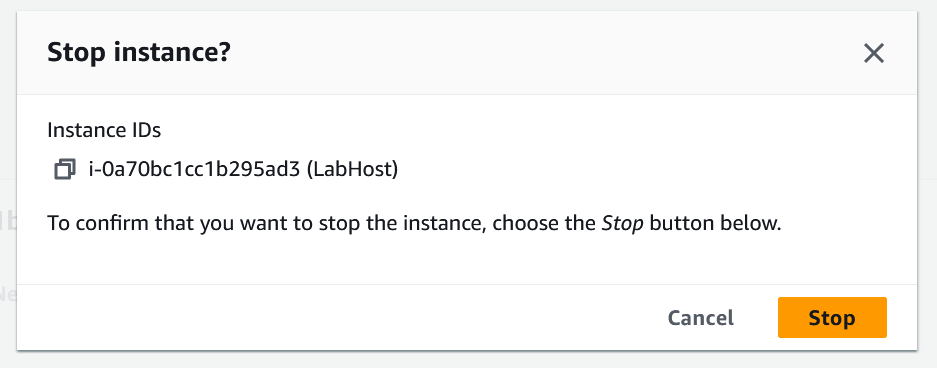 Stop instance?
Instance IDs
i-0a70bc1cc1b295ad3 (LabHost)
To confirm that you want to stop the instance, choose the Stop button below.
Cancel
Stop